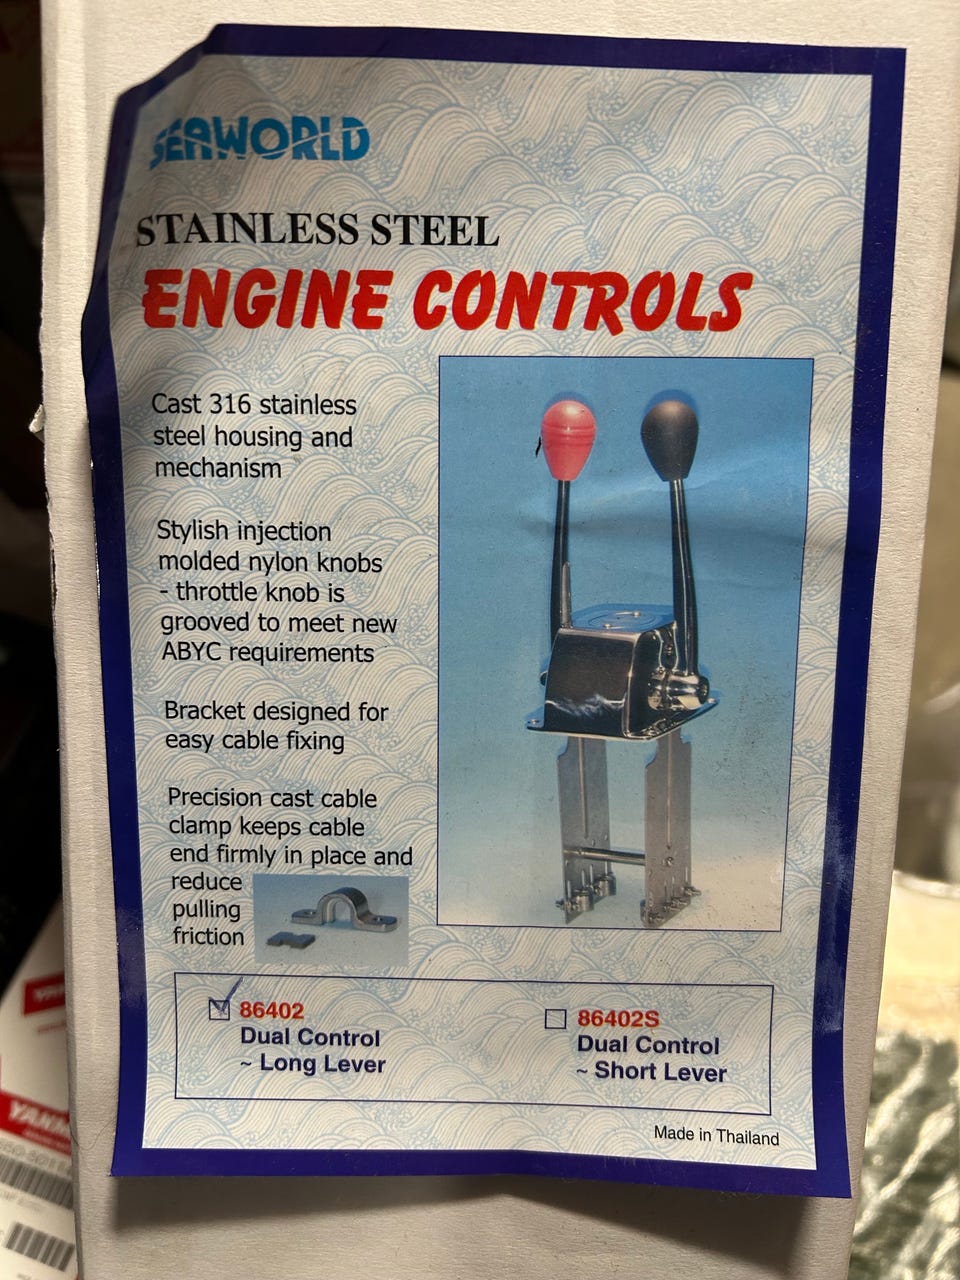 SEAWORLD
STAINLESS STEEL
ENGINE CONTROLS
Cast 316 stainless
steel housing and
mechanism
Stylish injection
molded nylon knobs
- throttle knob is
grooved to meet new
ABYC requirements
Bracket designed for
easy cable fixing
Precision cast cable
clamp keeps cable
end firmly in place and
reduce
pulling
friction
86402
Dual Control
~ Long Lever
86402S
Dual Control
~ Short Lever
Made in Thailand